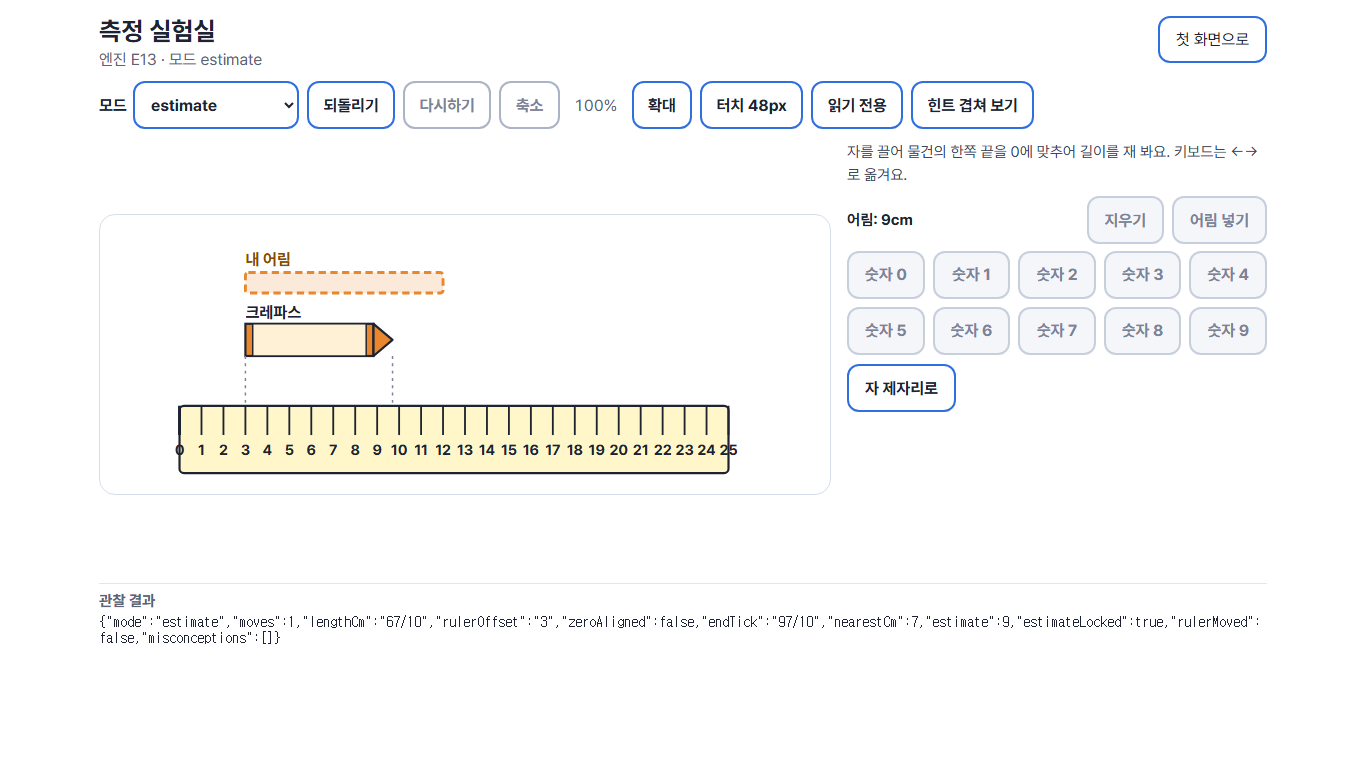 측정 실험실
엔진 E13 · 모드 estimate
첫 화면으로
모드 estimate 되돌리기 다시하기 축소 100% 확대 터치 48px 읽기 전용 힌트 겹쳐 보기
자를 끌어 물건의 한쪽 끝을 0에 맞추어 길이를 재 봐요. 키보드는 ←→
로 옮겨요.
어림: 9cm 지우기 어림 넣기
숫자 0 숫자 1 숫자 2 숫자 3 숫자 4
숫자 5 숫자 6 숫자 7 숫자 8 숫자 9
자 제자리로
내 어림
크레파스
0 1 2 3 4 5 6 7 8 9 10 11 12 13 14 15 16 17 18 19 20 21 22 23 24 25
관찰 결과
{"mode":"estimate","moves":1,"lengthCm":"67/10","rulerOffset":"3","zeroAligned":false,"endTick":"97/10","nearestCm":7,"estimate":9,"estimateLocked":true,"rulerMoved":
false,"misconceptions":[]}